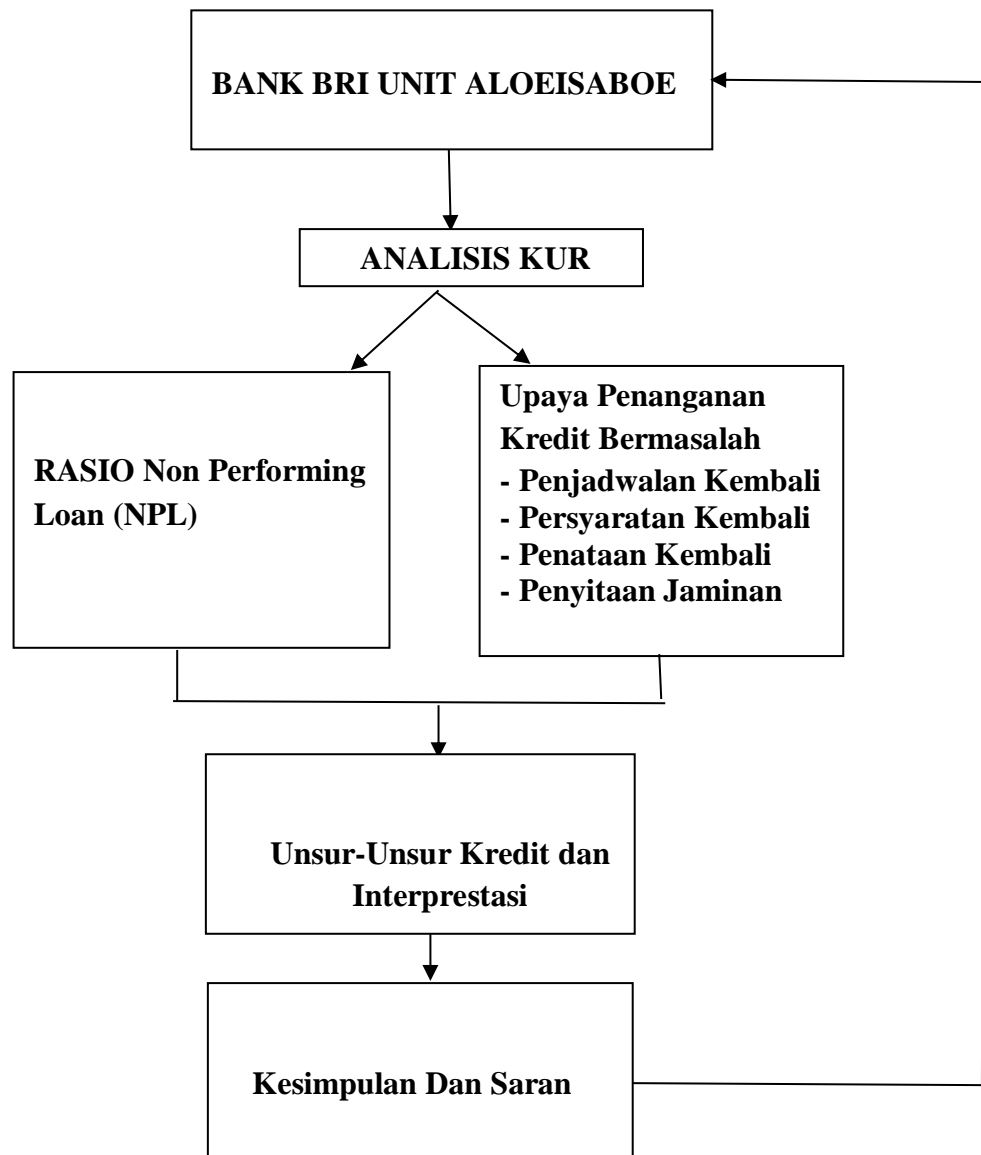 BANK BRI UNIT ALOEISABOE
ANALISIS KUR
RASIO Non Performing
Loan (NPL)
Upaya Penanganan
Kredit Bermasalah
- Penjadwalan Kembali
- Persyaratan Kembali
- Penataan Kembali
- Penyitaan Jaminan
Unsur-Unsur Kredit dan
Interprestasi
Kesimpulan Dan Saran